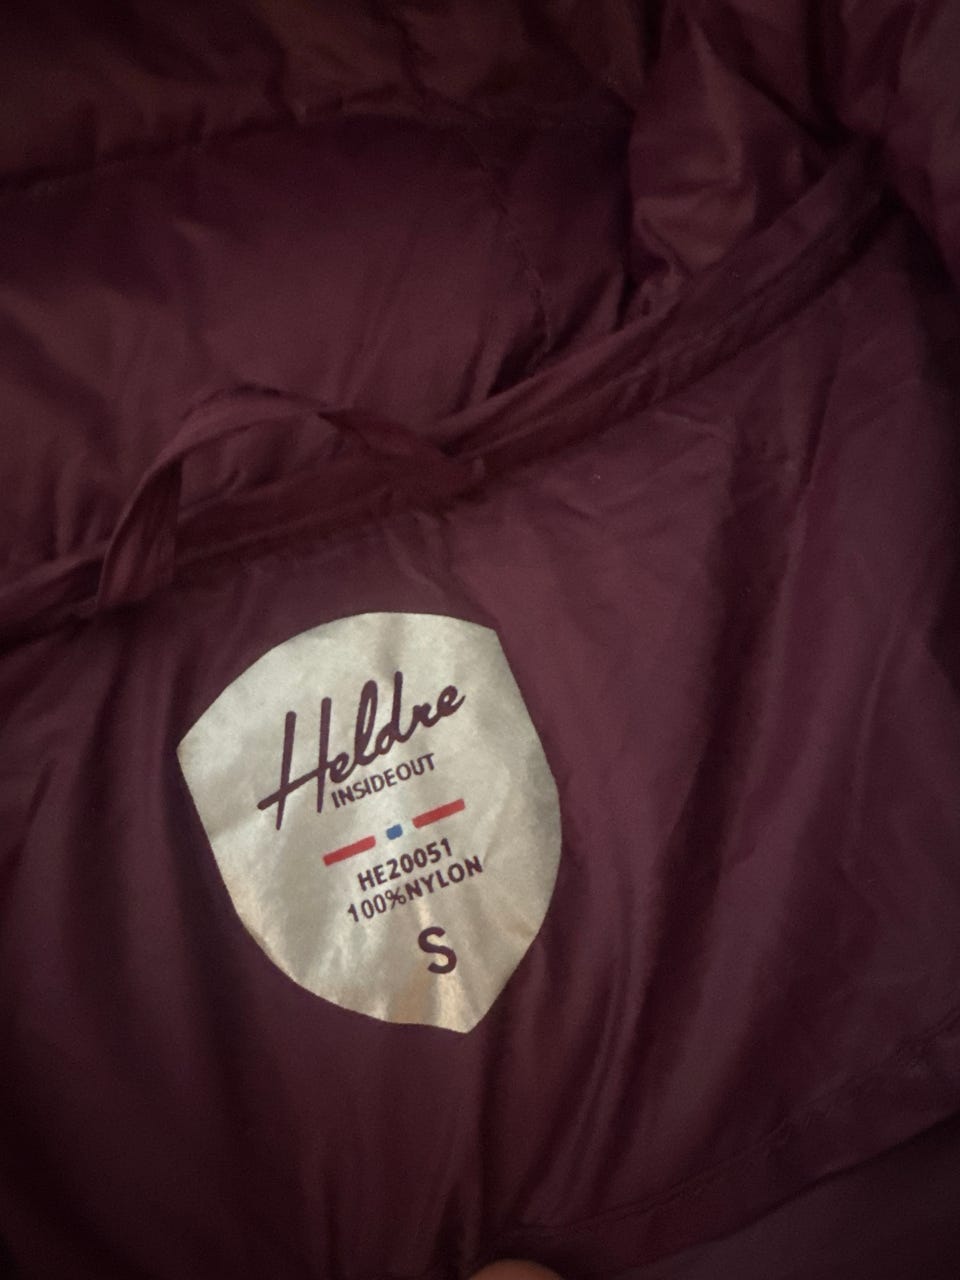 Heldre
INSIDEOUT
HE20051
100%NYLON
S